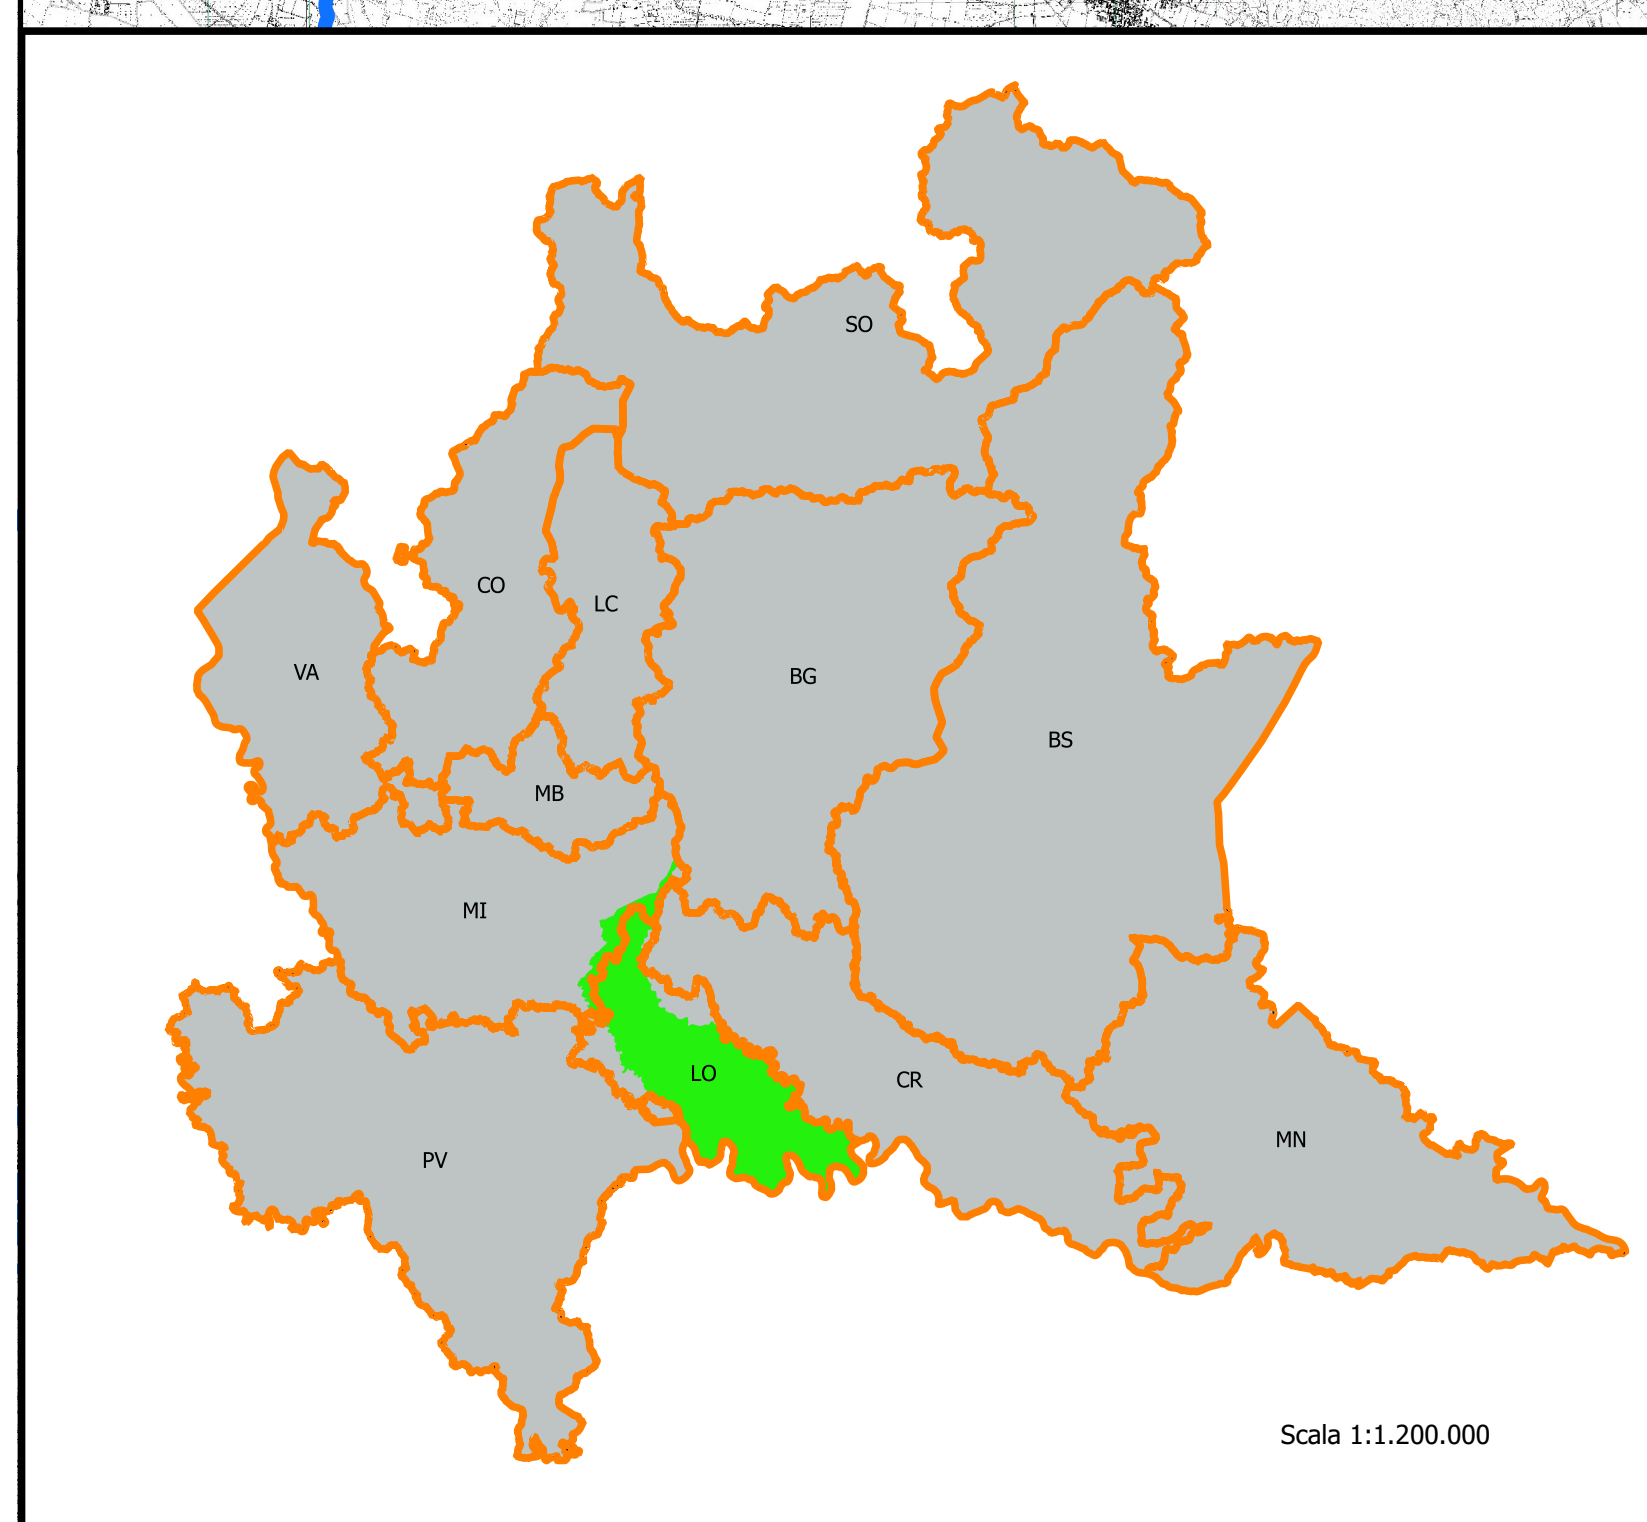 SO
CO
LC
VA
BG
BS
MB
MI
LO
CR
MN
PV
Scala 1:1.200.000